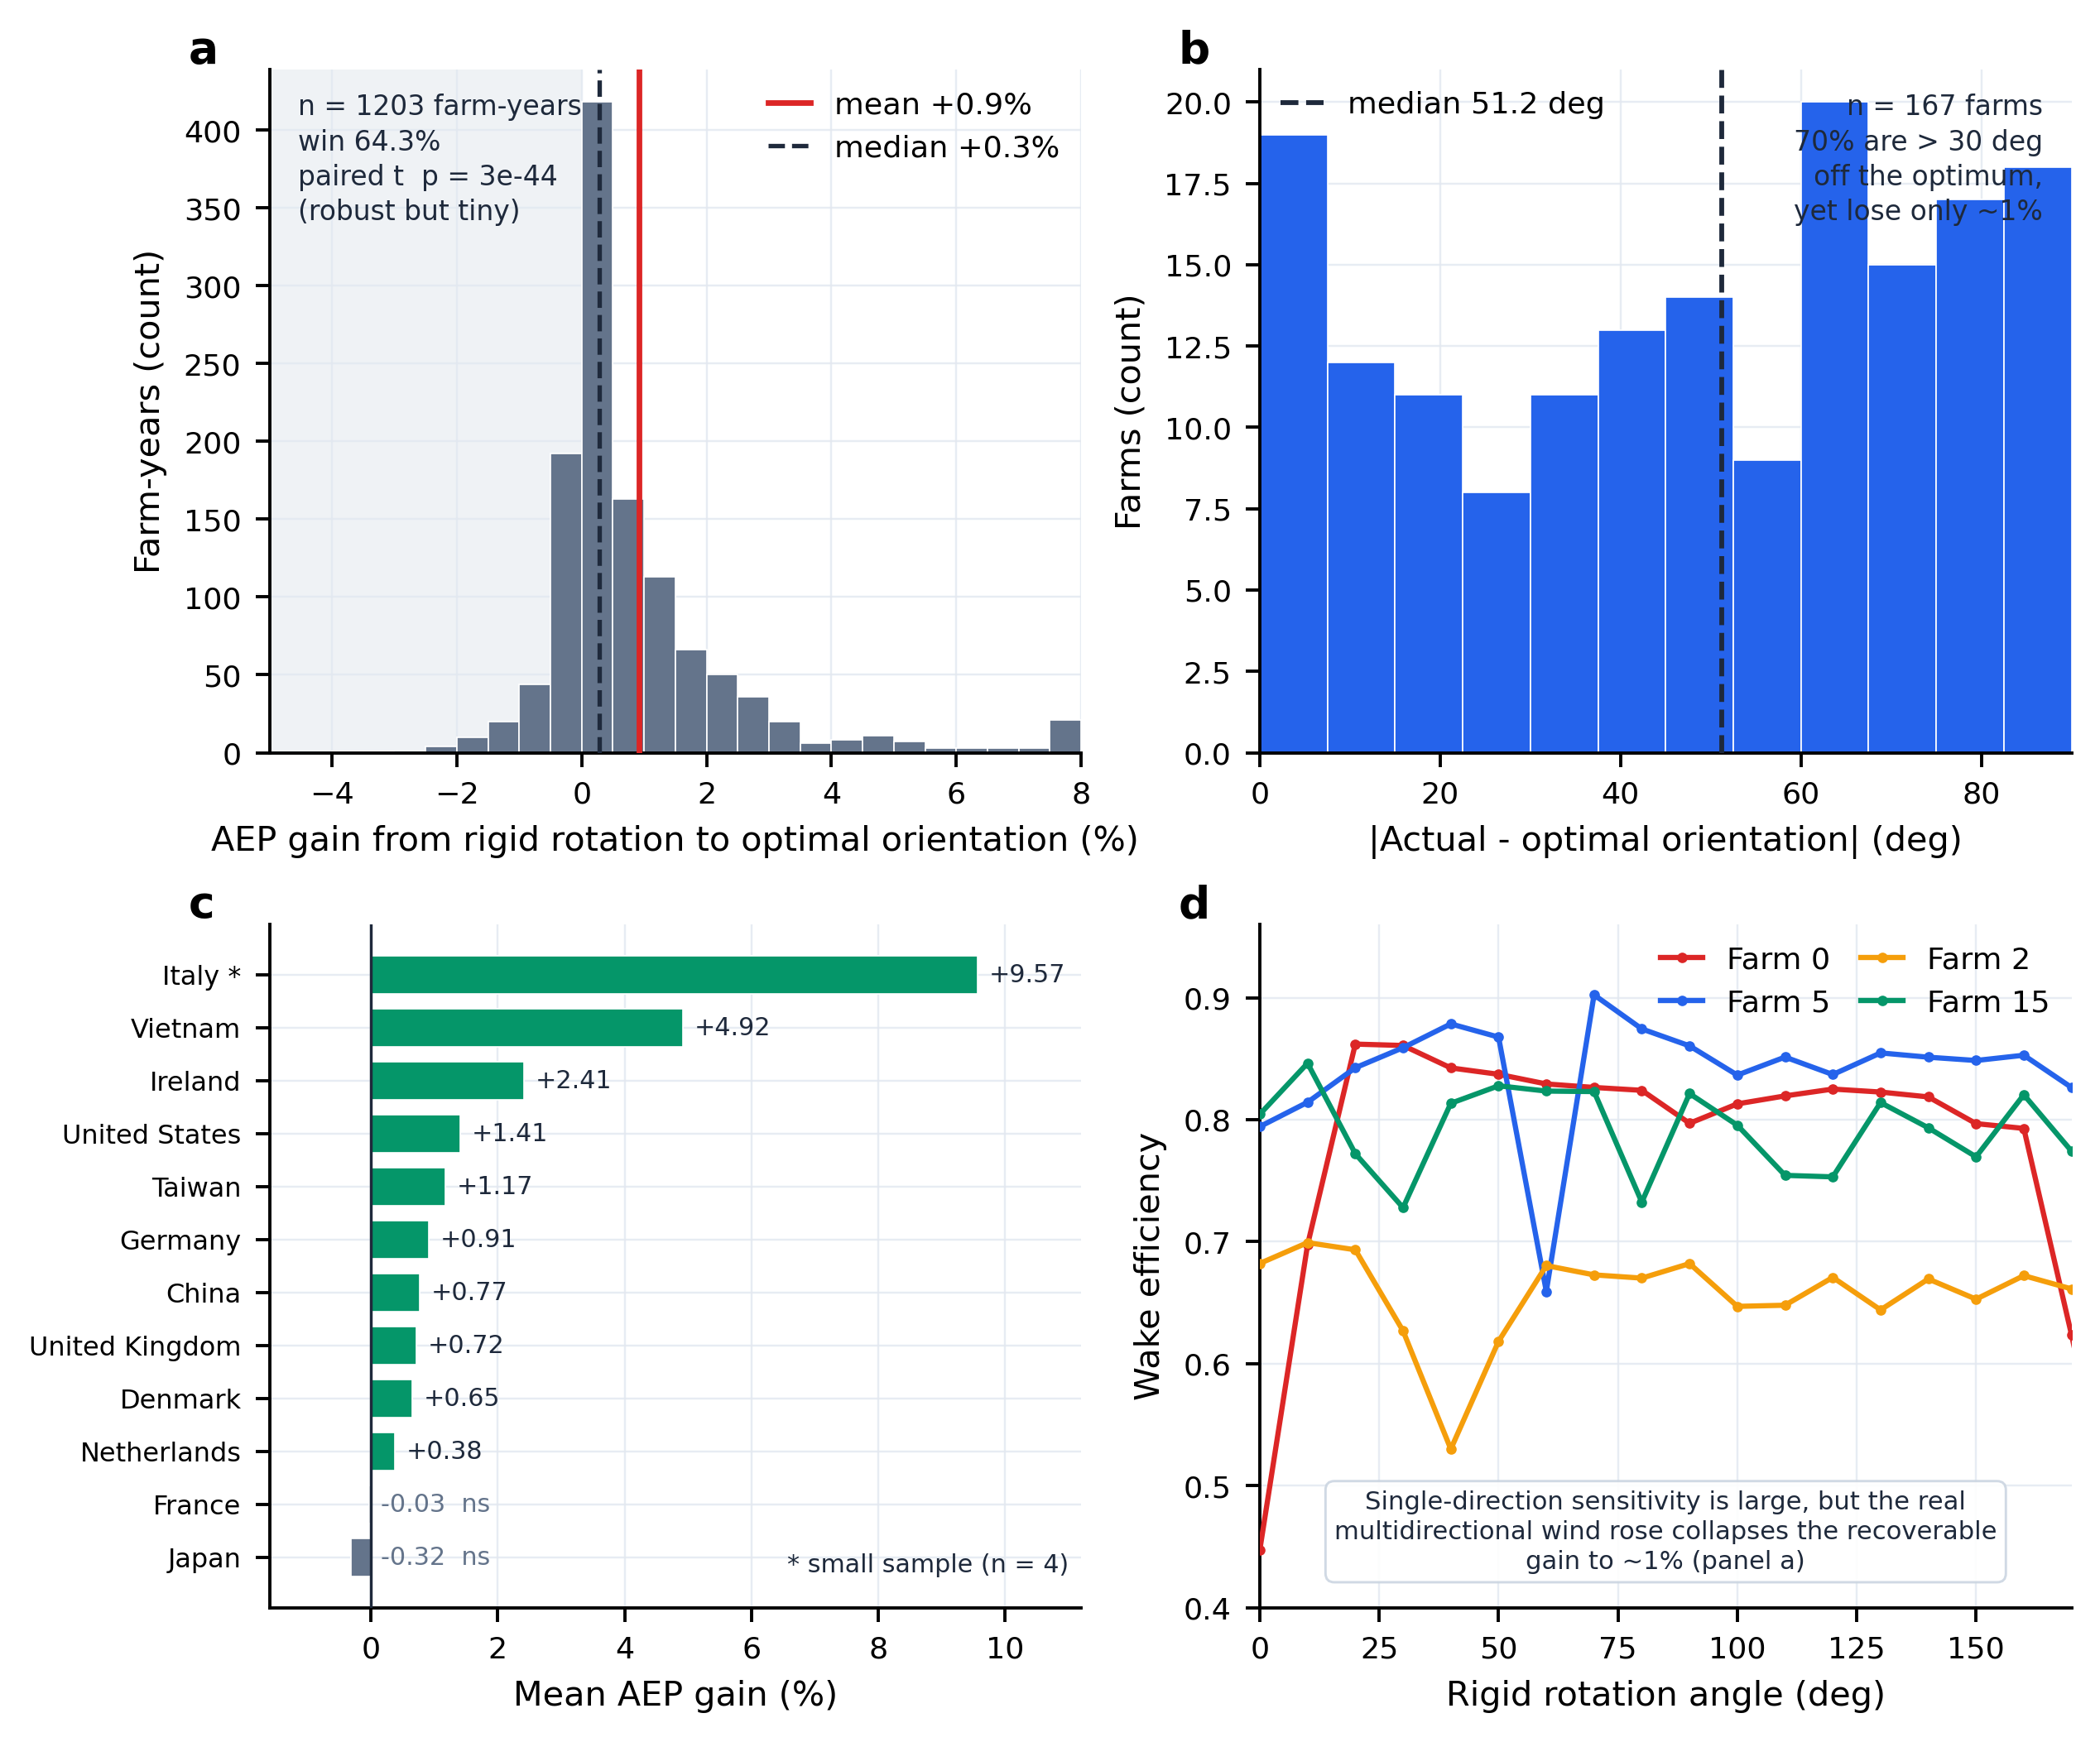 a
n = 1203 farm-years
win 64.3%
paired t  p = 3e-44
(robust but tiny)
mean +0.9%
median +0.3%
Farm-years (count)
400
350
300
250
200
150
100
50
0
−4
−2
0
2
4
6
8
AEP gain from rigid rotation to optimal orientation (%)
b
median 51.2 deg
n = 167 farms
70% are > 30 deg
off the optimum,
yet lose only ~1%
Farms (count)
20.0
17.5
15.0
12.5
10.0
7.5
5.0
2.5
0.0
0
20
40
60
80
|Actual - optimal orientation| (deg)
c
Italy *
+9.57
Vietnam
+4.92
Ireland
+2.41
United States
+1.41
Taiwan
+1.17
Germany
+0.91
China
+0.77
United Kingdom
+0.72
Denmark
+0.65
Netherlands
+0.38
France
-0.03  ns
Japan
-0.32  ns
* small sample (n = 4)
0
2
4
6
8
10
Mean AEP gain (%)
d
Farm 0
Farm 2
Farm 5
Farm 15
Wake efficiency
0.9
0.8
0.7
0.6
0.5
0.4
Single-direction sensitivity is large, but the real
multidirectional wind rose collapses the recoverable
gain to ~1% (panel a)
0
25
50
75
100
125
150
Rigid rotation angle (deg)